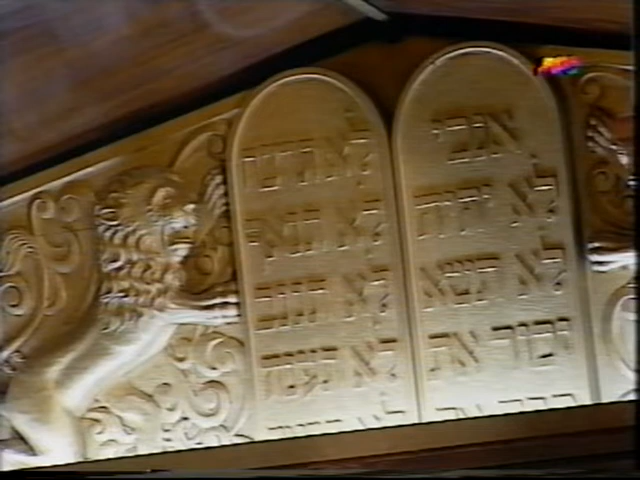 אנכי
לא יהיה
לא תשא
זכור את
לא תרצח
לא תנאף
לא תגנב
לא תענה